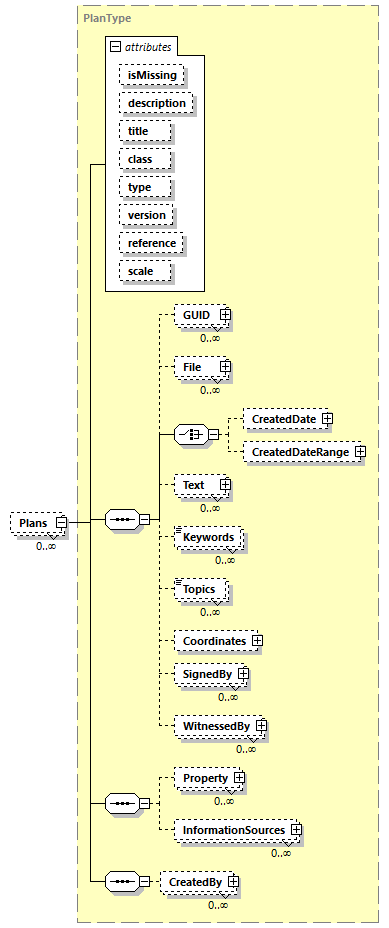 PlanType
attributes
isMissing
description
title
class
type
version
reference
scale
GUID
0..∞
File
0..∞
CreatedDate
CreatedDateRange
Text
0..∞
Plans
0..∞
Keywords
0..∞
Topics
0..∞
Coordinates
SignedBy
0..∞
WitnessedBy
0..∞
Property
0..∞
InformationSources
0..∞
CreatedBy
0..∞